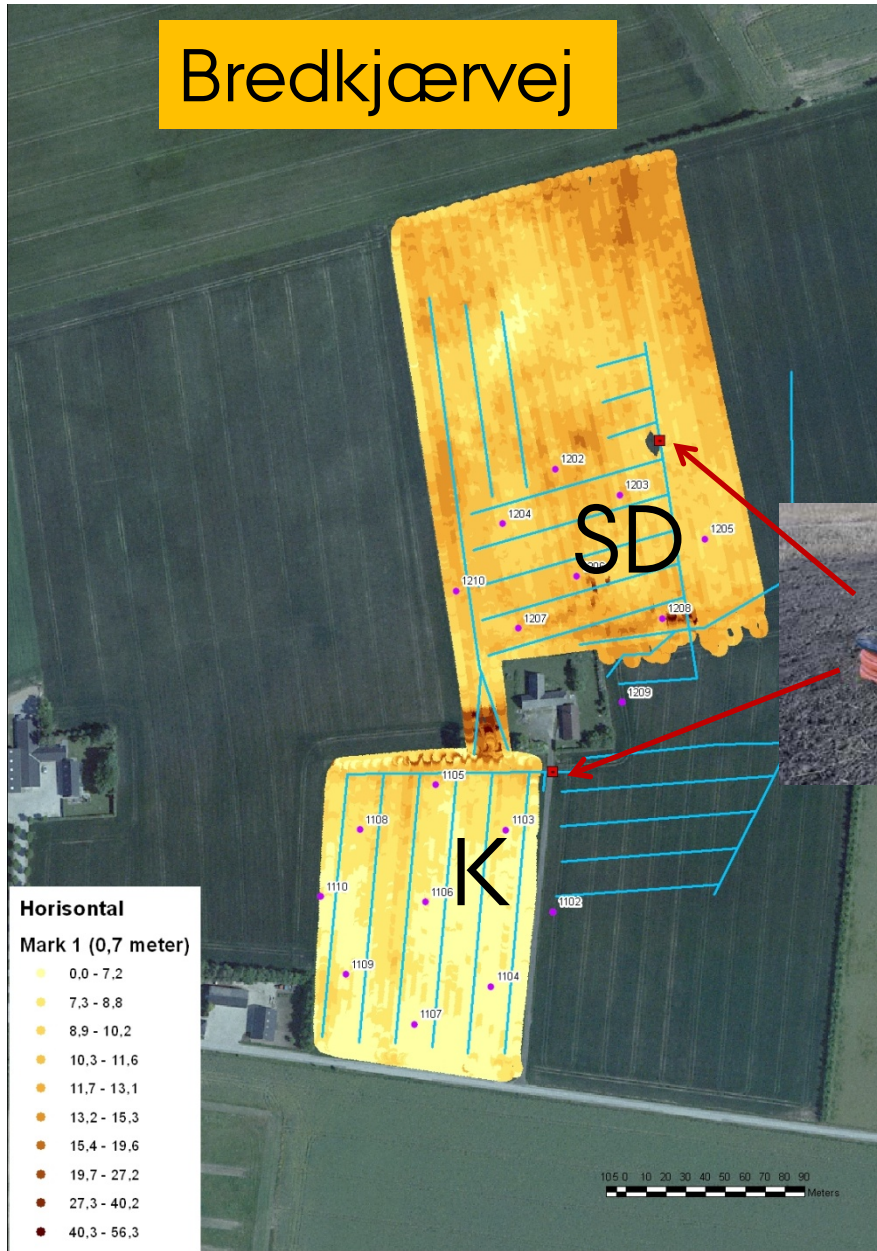 Bredkjærvej
1202
1203
1204
SD
1205
1210
1208
1207
1209
1105
1108
1103
K
1110
1106
1102
1109
1104
1107
Horisontal
Mark 1 (0,7 meter)
0,0 - 7,2
7,3 - 8,8
8,9 - 10,2
10,3 - 11,6
11,7 - 13,1
13,2 - 15,3
15,4 - 19,6
19,7 - 27,2
27,3 - 40,2
40,3 - 56,3
10 5 0 10 20 30 40 50 60 70 80 90
Meters